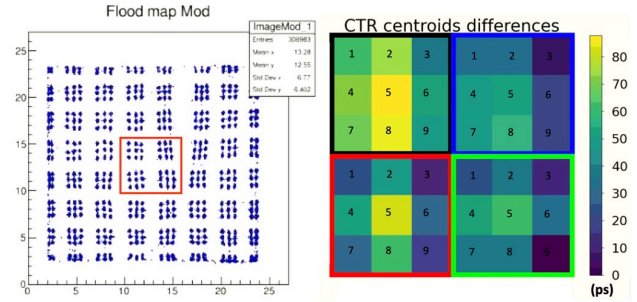 Flood map Mod
ImageMod_1
Entries 308983
Mean x 13.28
Mean y 12.55
Std Dev x 6.77
Std Dev y 6.492
25
20
15
10
5
0
0 5 10 15 20 25
CTR centroids differences
1 2 3 1 2 3
4 5 6 4 5 6
7 8 9 7 8 9
1 2 3 1 2 3
4 5 6 4 5 6
7 8 9 7 8 9
80
70
60
50
40
30
20
10
0
(ps)